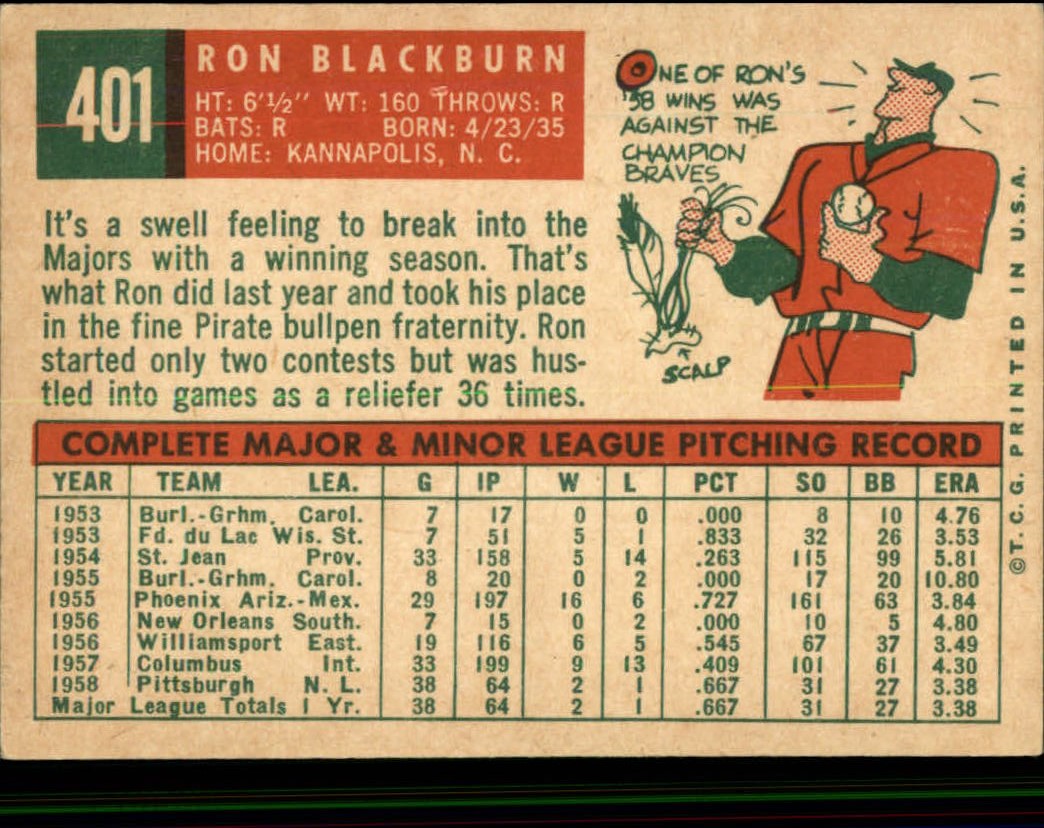 401
RON BLACKBURN
HT: 6'½" WT: 160 THROWS: R
BATS: R BORN: 4/23/35
HOME: KANNAPOLIS, N. C.
ONE OF RON'S
'58 WINS WAS
AGAINST THE
CHAMPION
BRAVES
SCALP
It's a swell feeling to break into the
Majors with a winning season. That's
what Ron did last year and took his place
in the fine Pirate bullpen fraternity. Ron
started only two contests but was hus-
tled into games as a reliefer 36 times.
COMPLETE MAJOR & MINOR LEAGUE PITCHING RECORD
YEAR TEAM LEA. G IP W L PCT SO BB ERA
1953 Burl.-Grhm. Carol. 7 17 0 0 .000 8 10 4.76
1953 Fd. du Lac Wis. St. 7 51 5 1 .833 32 26 3.53
1954 St. Jean Prov. 33 158 5 14 .263 115 99 5.81
1955 Burl.-Grhm. Carol. 8 20 0 2 .000 17 20 10.80
1955 Phoenix Ariz.-Mex. 29 197 16 6 .727 161 63 3.84
1956 New Orleans South. 7 15 0 2 .000 10 5 4.80
1956 Williamsport East. 19 116 6 5 .545 67 37 3.49
1957 Columbus Int. 33 199 9 13 .409 101 61 4.30
1958 Pittsburgh N. L. 38 64 2 1 .667 31 27 3.38
Major League Totals 1 Yr. 38 64 2 1 .667 31 27 3.38
© T. C. G. PRINTED IN U.S.A.